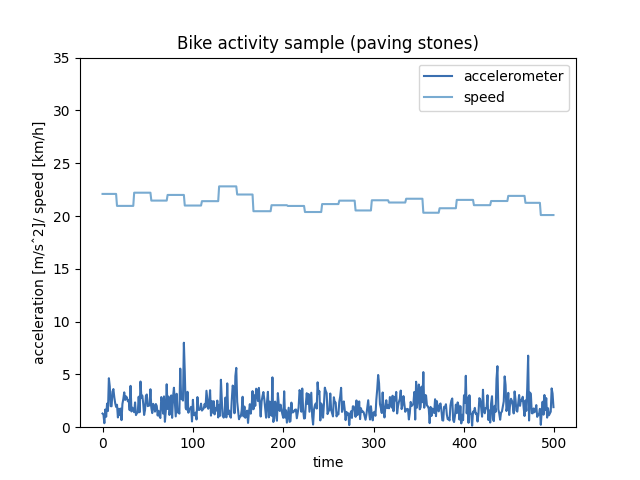 Bike activity sample (paving stones)
accelerometer
speed
acceleration [m/s^2]/ speed [km/h]
35
30
25
20
15
10
5
0
0 100 200 300 400 500
time